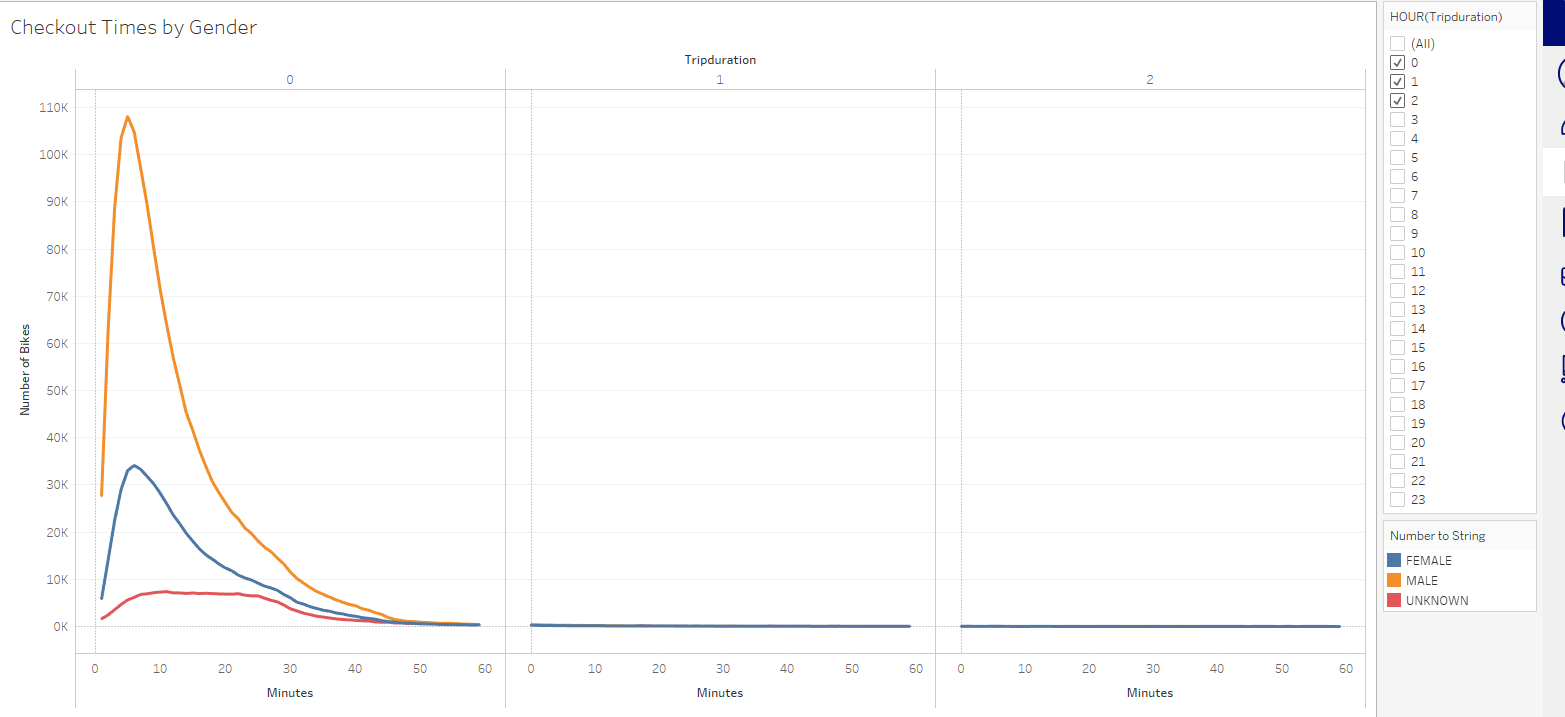 Checkout Times by Gender
Tripduration
0 1 2
110K
100K
90K
80K
70K
60K
50K
40K
30K
20K
10K
0K
Number of Bikes
0 10 20 30 40 50 60 0 10 20 30 40 50 60 0 10 20 30 40 50 60
Minutes Minutes Minutes
HOUR(Tripduration)
(All)
0
1
2
3
4
5
6
7
8
9
10
11
12
13
14
15
16
17
18
19
20
21
22
23
Number to String
FEMALE
MALE
UNKNOWN